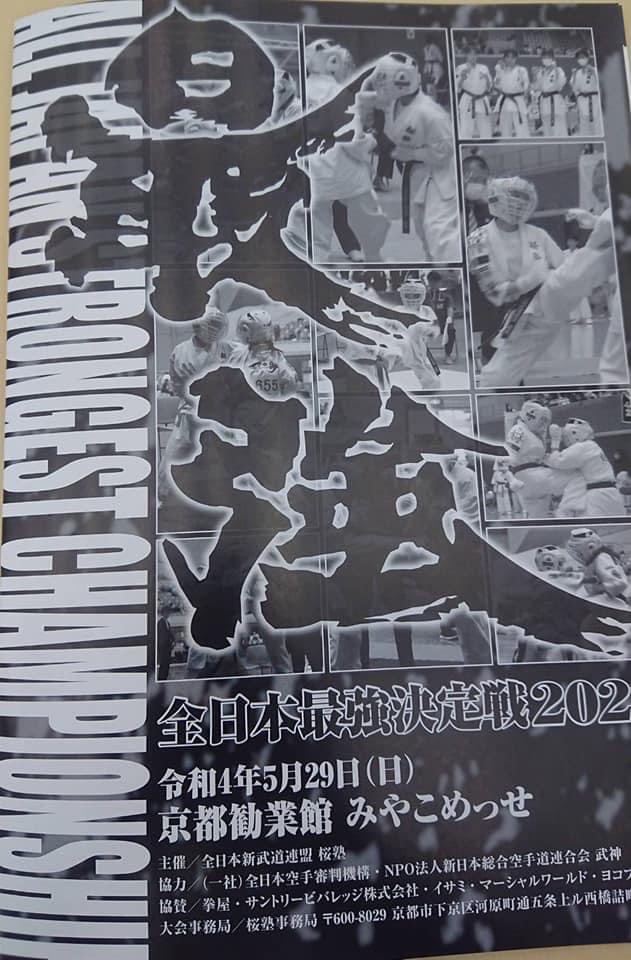 ALL JAPAN STRONGEST CHAMPIONSHIP
最強
655
全日本最強決定戦202
令和4年5月29日(日)
京都勧業館 みやこめっせ
主催／全日本新武道連盟 桜塾
協力／(一社)全日本空手審判機構・NPO法人新日本総合空手道連合会 武神
協賛／拳屋・サントリービバレッジ株式会社・イサミ・マーシャルワールド・ヨコ
大会事務局／桜塾事務局 〒600-8029 京都市下京区河原町通五条上ル西橋詰町